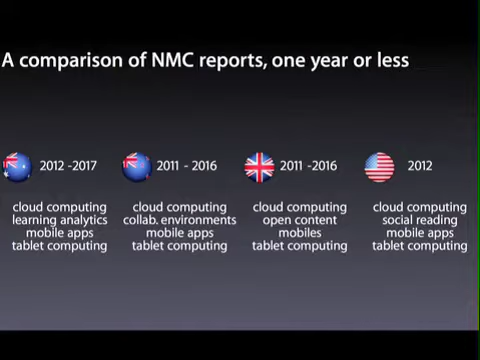 A comparison of NMC reports, one year or less
2012 -2017
cloud computing
learning analytics
mobile apps
tablet computing
2011 - 2016
cloud computing
collab. environments
mobile apps
tablet computing
2011 -2016
cloud computing
open content
mobiles
tablet computing
2012
cloud computing
social reading
mobile apps
tablet computing